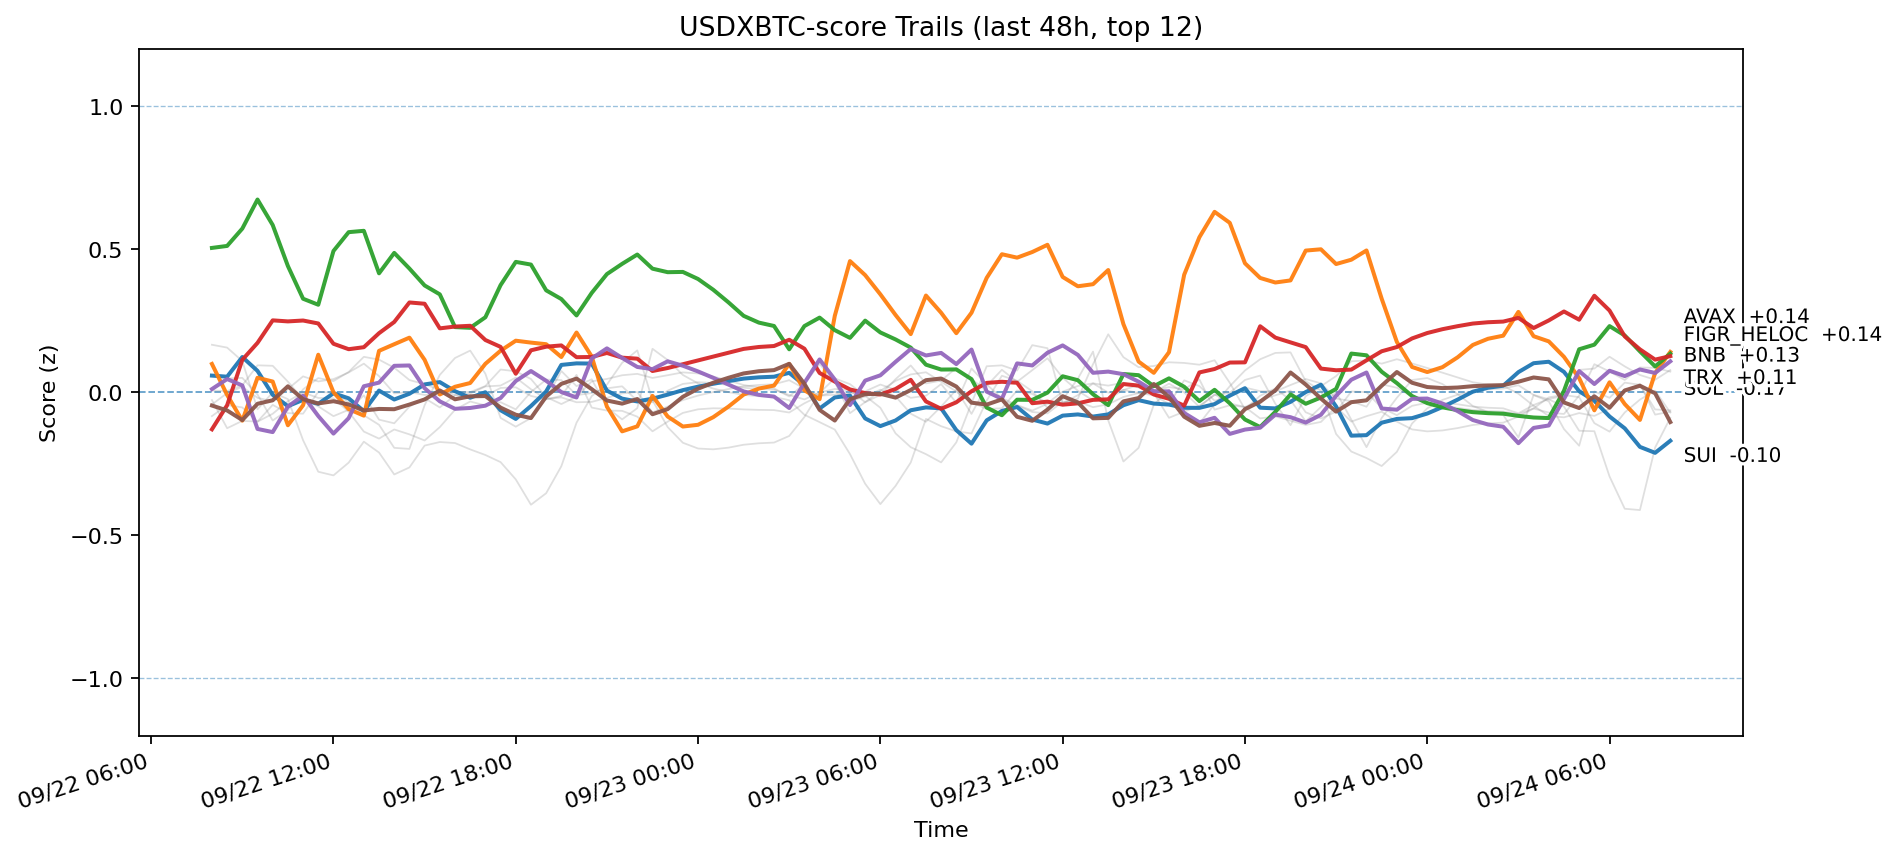 USDXBTC-score Trails (last 48h, top 12)
Score (z)
1.0
0.5
0.0
−0.5
−1.0
AVAX +0.14
FIGR_HELOC +0.14
BNB +0.13
TRX +0.11
SOL -0.17
SUI -0.10
09/22 06:00
09/22 12:00
09/22 18:00
09/23 00:00
09/23 06:00
09/23 12:00
09/23 18:00
09/24 00:00
09/24 06:00
Time